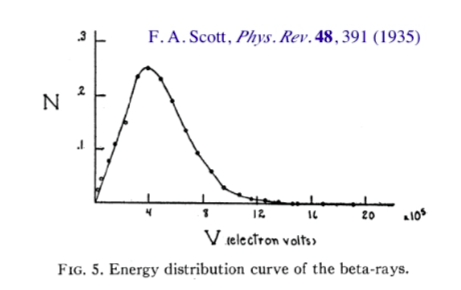 F. A. Scott, Phys. Rev. 48, 391 (1935)
.3
N
.2
.1
4 8 12 16 20 x10⁵
V (electron volts)
FIG. 5. Energy distribution curve of the beta-rays.